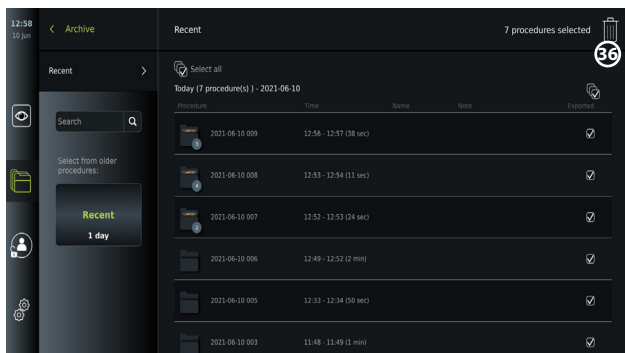 12:58
10 Jun
Archive
Recent
7 procedures selected
36
Recent
Select all
Today (7 procedure(s) ) - 2021-06-10
Procedure Time Name Note Exported
Search
2021-06-10 009 12:56 - 12:57 (38 sec)
3
Select from older
procedures:
2021-06-10 008 12:53 - 12:54 (11 sec)
4
Recent
1 day
2021-06-10 007 12:52 - 12:53 (24 sec)
2
2021-06-10 006 12:49 - 12:52 (2 min)
2021-06-10 005 12:33 - 12:34 (50 sec)
2021-06-10 003 11:48 - 11:49 (1 min)